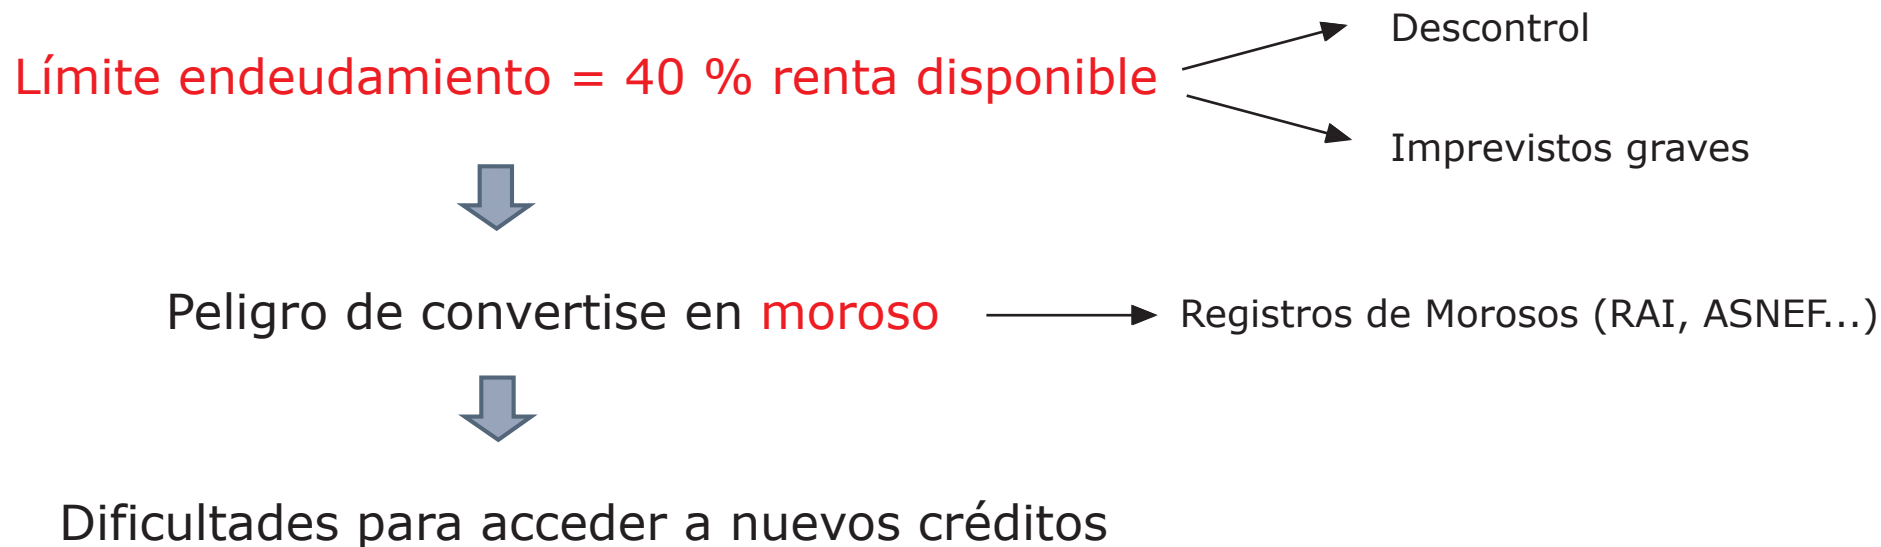 Descontrol
Límite endeudamiento = 40 % renta disponible
Imprevistos graves
Peligro de convertise en moroso
Registros de Morosos (RAI, ASNEF...)
Dificultades para acceder a nuevos créditos